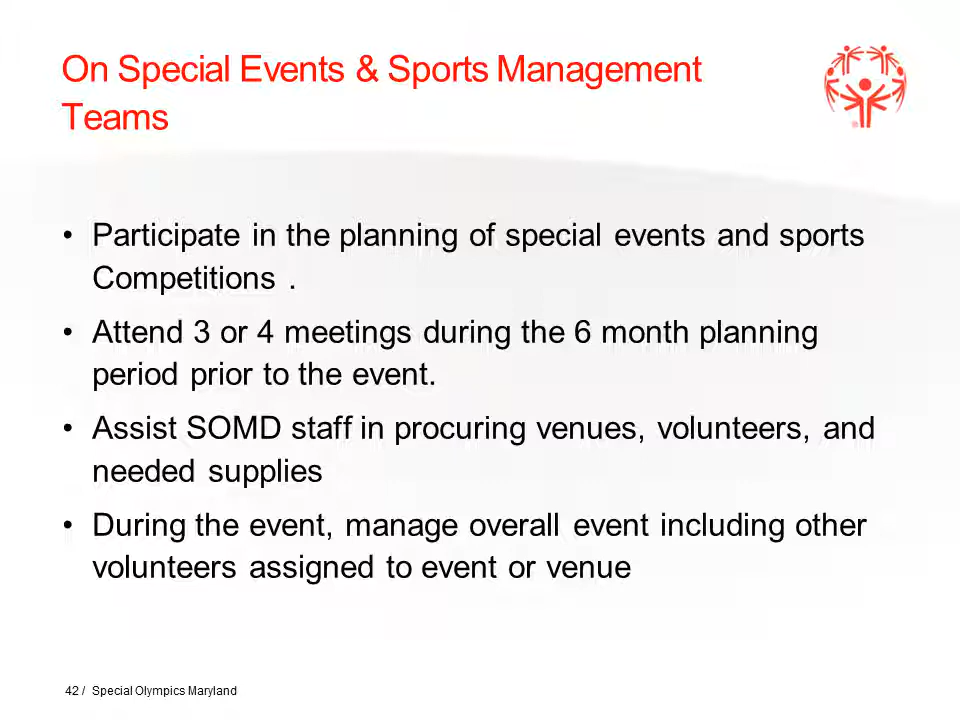 On Special Events & Sports Management
Teams
• Participate in the planning of special events and sports
Competitions .
• Attend 3 or 4 meetings during the 6 month planning
period prior to the event.
• Assist SOMD staff in procuring venues, volunteers, and
needed supplies
• During the event, manage overall event including other
volunteers assigned to event or venue
42 / Special Olympics Maryland